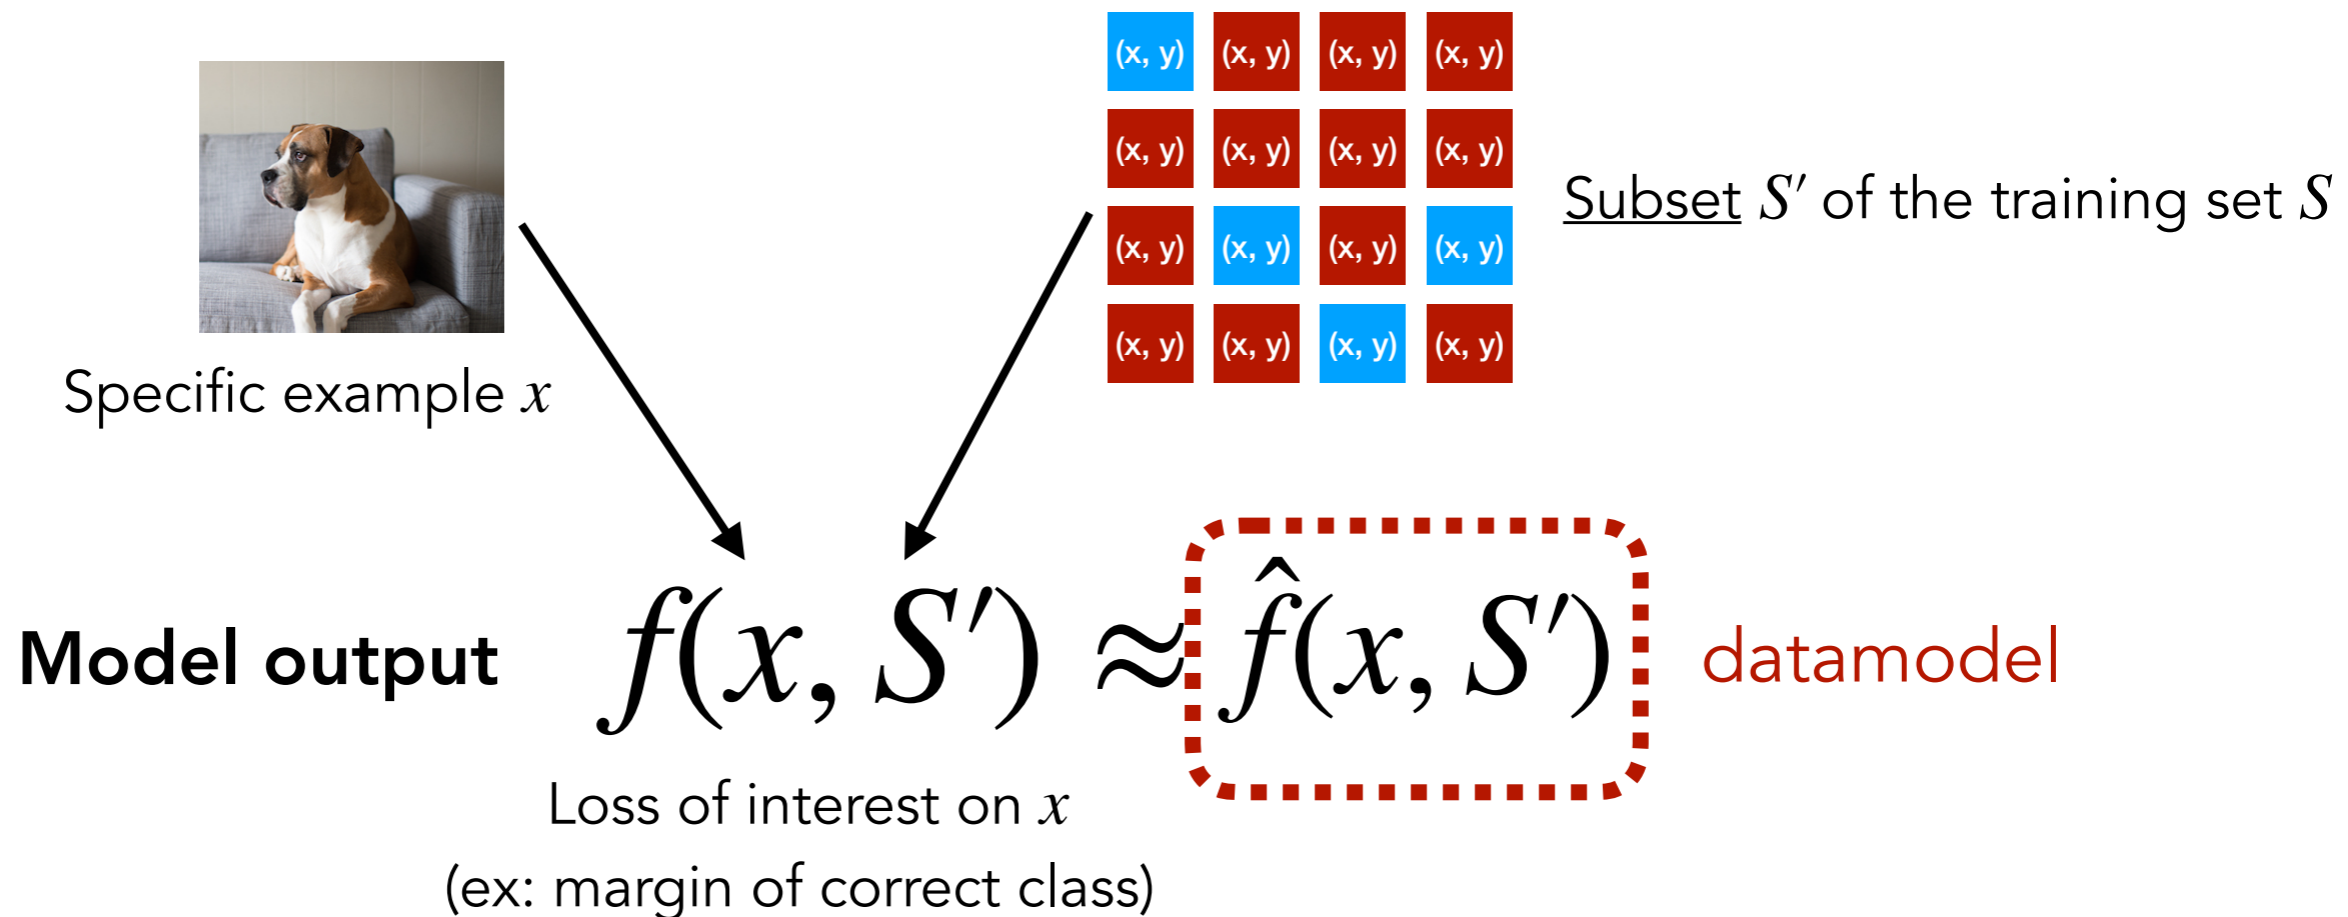 (x, y) (x, y) (x, y) (x, y)
(x, y) (x, y) (x, y) (x, y)
(x, y) (x, y) (x, y) (x, y)
(x, y) (x, y) (x, y) (x, y)
Subset S′ of the training set S
Specific example x
Model output f(x, S′) ≈ f̂(x, S′) datamodel
Loss of interest on x
(ex: margin of correct class)